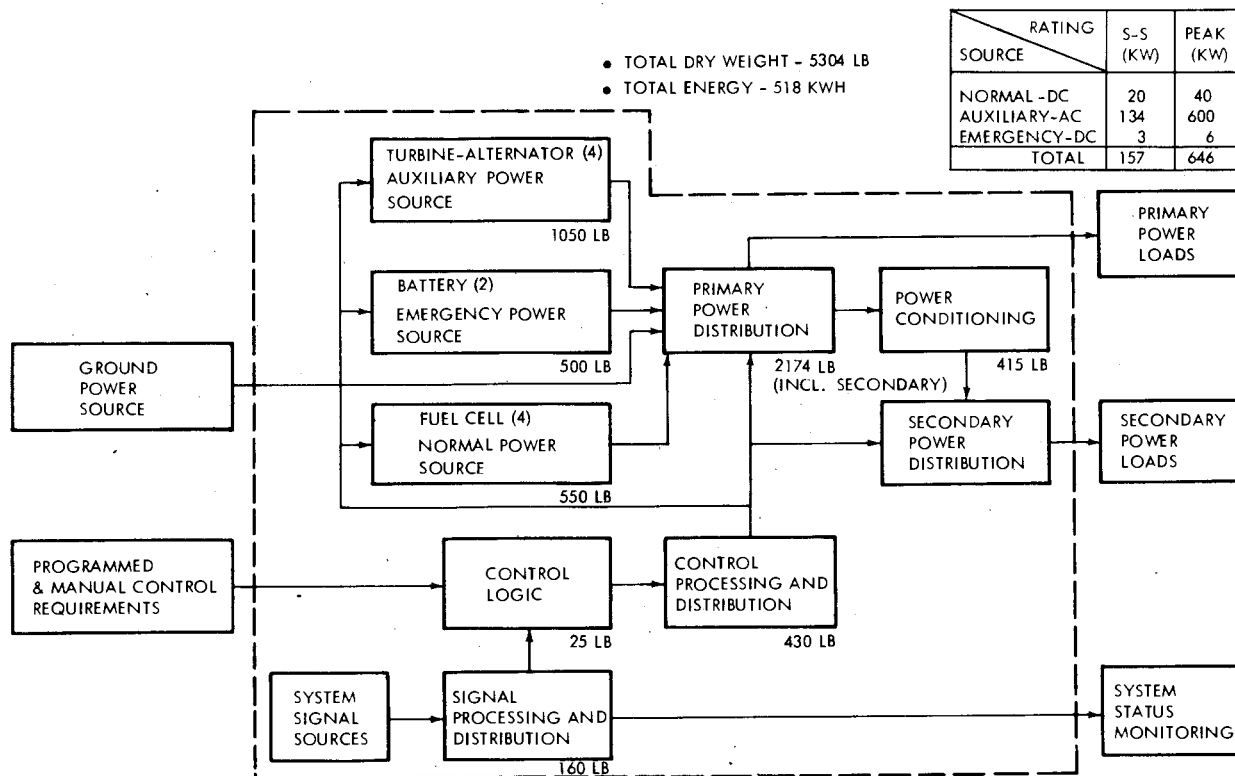 RATING
SOURCE
S-S
(KW)
PEAK
(KW)
NORMAL-DC 20 40
AUXILIARY-AC 134 600
EMERGENCY-DC 3 6
TOTAL 157 646
• TOTAL DRY WEIGHT - 5304 LB
• TOTAL ENERGY - 518 KWH
TURBINE-ALTERNATOR (4)
AUXILIARY POWER
SOURCE
1050 LB
PRIMARY
POWER
LOADS
BATTERY (2)
EMERGENCY POWER
SOURCE
500 LB
PRIMARY
POWER
DISTRIBUTION
2174 LB
(INCL. SECONDARY)
POWER
CONDITIONING
415 LB
GROUND
POWER
SOURCE
FUEL CELL (4)
NORMAL POWER
SOURCE
550 LB
SECONDARY
POWER
DISTRIBUTION
SECONDARY
POWER
LOADS
PROGRAMMED
& MANUAL CONTROL
REQUIREMENTS
CONTROL
LOGIC
25 LB
CONTROL
PROCESSING AND
DISTRIBUTION
430 LB
SYSTEM
SIGNAL
SOURCES
SIGNAL
PROCESSING AND
DISTRIBUTION
160 LB
SYSTEM
STATUS
MONITORING